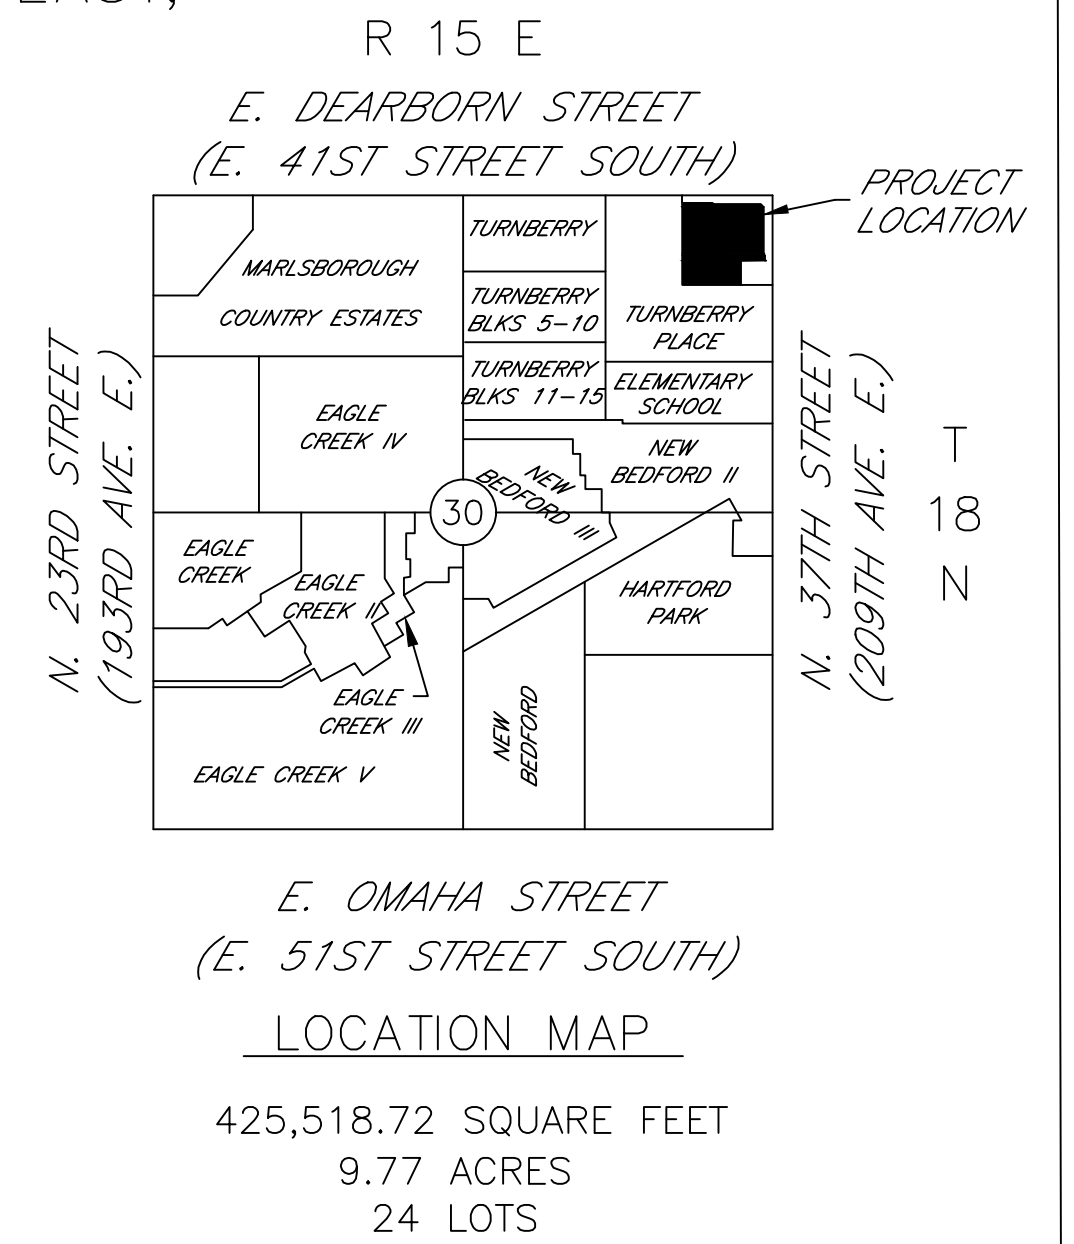 EAST,
R 15 E
E. DEARBORN STREET
(E. 41ST STREET SOUTH)
PROJECT
LOCATION
TURNBERRY
MARLSBOROUGH
COUNTRY ESTATES
TURNBERRY
BLKS 5-10
TURNBERRY
PLACE
TURNBERRY
BLKS 11-15
ELEMENTARY
SCHOOL
N. 23RD STREET
(193RD AVE. E.)
EAGLE
CREEK IV
NEW
BEDFORD II
N. 37TH STREET
(209TH AVE. E.)
T
18
N
NEW
BEDFORD III
30
EAGLE
CREEK
EAGLE
CREEK II
HARTFORD
PARK
EAGLE
CREEK III
NEW
BEDFORD
EAGLE CREEK V
E. OMAHA STREET
(E. 51ST STREET SOUTH)
LOCATION MAP
425,518.72 SQUARE FEET
9.77 ACRES
24 LOTS